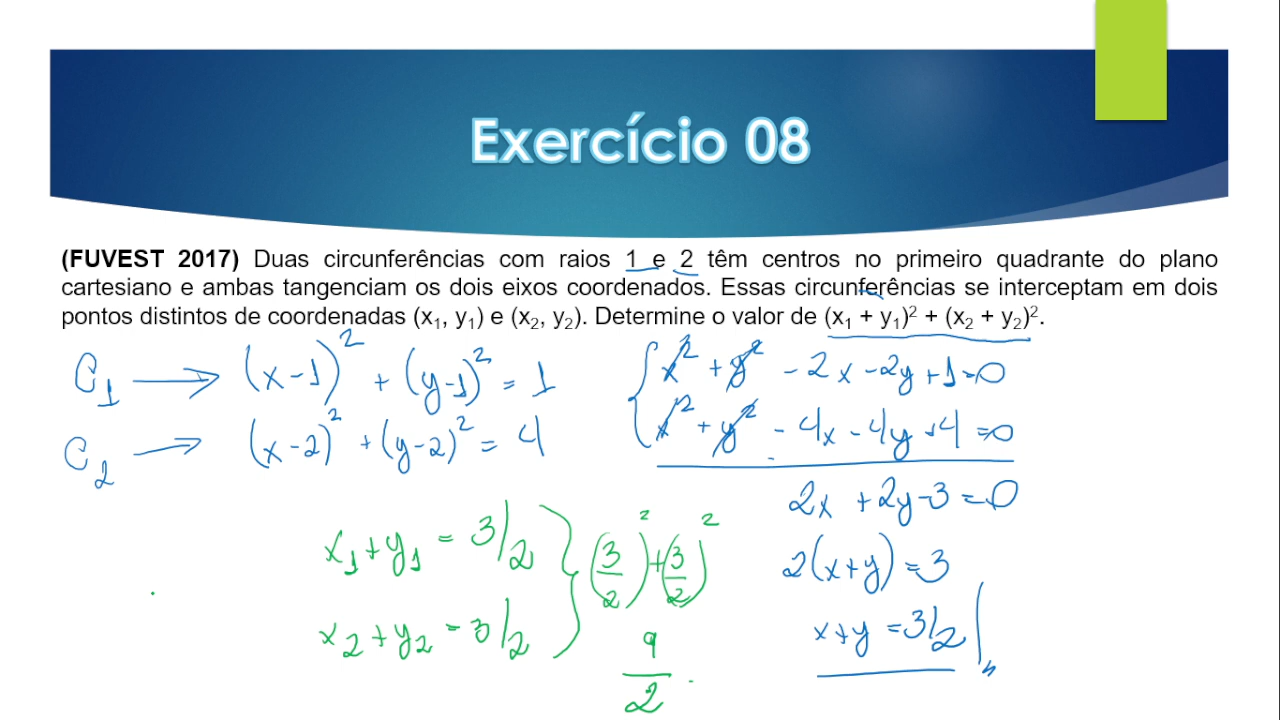 Exercício 08
(FUVEST 2017) Duas circunferências com raios 1 e 2 têm centros no primeiro quadrante do plano
cartesiano e ambas tangenciam os dois eixos coordenados. Essas circunferências se interceptam em dois
pontos distintos de coordenadas (x₁, y₁) e (x₂, y₂). Determine o valor de (x₁ + y₁)² + (x₂ + y₂)².
C₁ → (x-1)² + (y-1)² = 1
C₂ → (x-2)² + (y-2)² = 4
x² + y² - 2x - 2y + 1 = 0
x² + y² - 4x - 4y + 4 = 0
2x + 2y - 3 = 0
2(x+y) = 3
x+y = 3/2
x₁ + y₁ = 3/2
x₂ + y₂ = 3/2
(3/2)² + (3/2)²
9/2